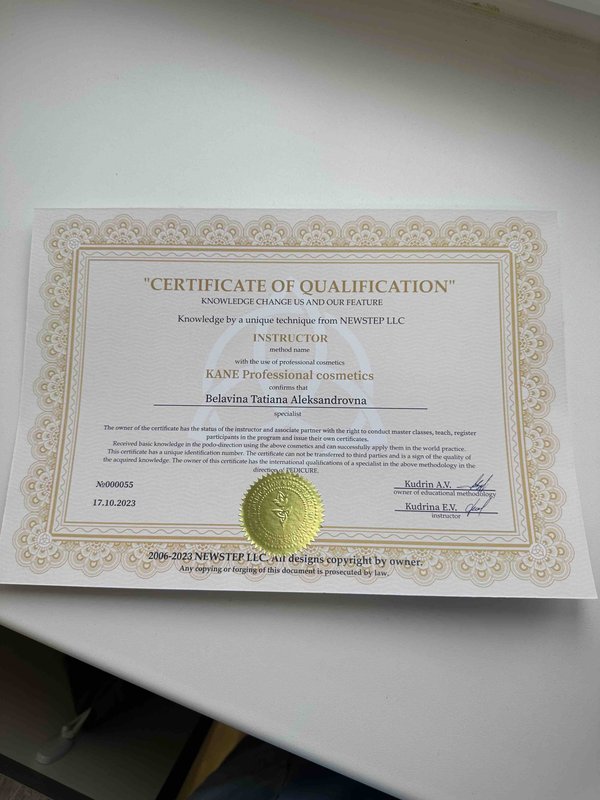 "CERTIFICATE OF QUALIFICATION"
KNOWLEDGE CHANGE US AND OUR FEATURE
Knowledge by a unique technique from NEWSTEP LLC
INSTRUCTOR
method name
with the use of professional cosmetics
KANE Professional cosmetics
confirms that
Belavina Tatiana Aleksandrovna
specialist
The owner of the certificate has the status of the instructor and associate partner with the right to conduct master classes, teach, register
participants in the program and issue their own certificates.
Received basic knowledge in the podo-direction using the above cosmetics and can successfully apply them in the world practice.
This certificate has a unique identification number. The certificate can not be transferred to third parties and is a sign of the quality of
the acquired knowledge. The owner of this certificate has the international qualifications of a specialist in the above methodology in the
direction of PEDICURE.
№000055
17.10.2023
Kudrin A.V.
owner of educational methodology
Kudrina E.V.
instructor
2006-2023 NEWSTEP LLC. All designs copyright by owner.
Any copying or forging of this document is prosecuted by law.